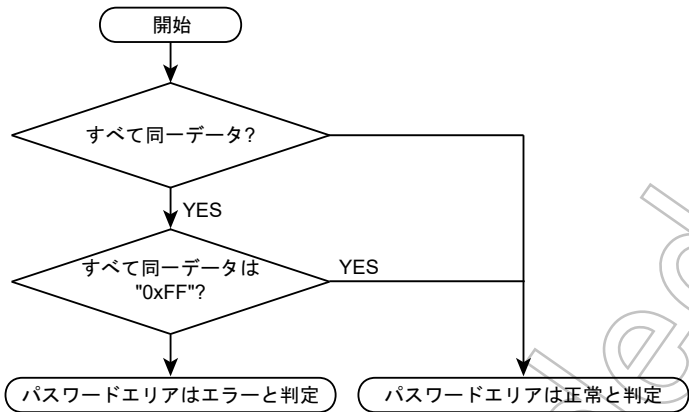 開始
すべて同一データ?
YES
すべて同一データは
"0xFF"?
YES
パスワードエリアはエラーと判定
パスワードエリアは正常と判定